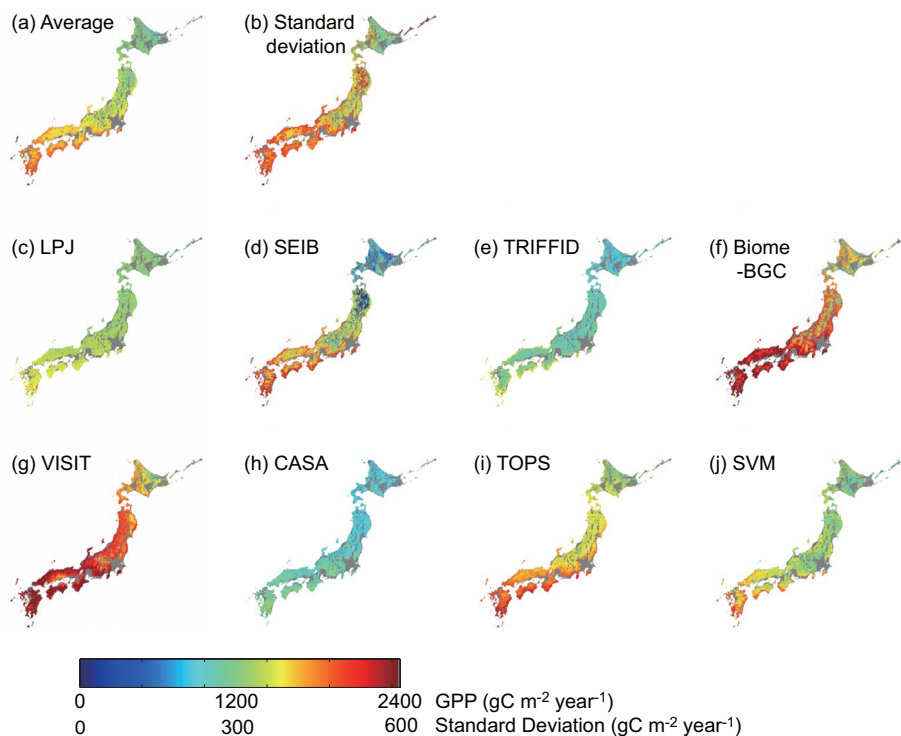 (a) Average
(b) Standard
deviation
(c) LPJ
(d) SEIB
(e) TRIFFID
(f) Biome
-BGC
(g) VISIT
(h) CASA
(i) TOPS
(j) SVM
0 1200 2400 GPP (gC m⁻² year⁻¹)
0 300 600 Standard Deviation (gC m⁻² year⁻¹)